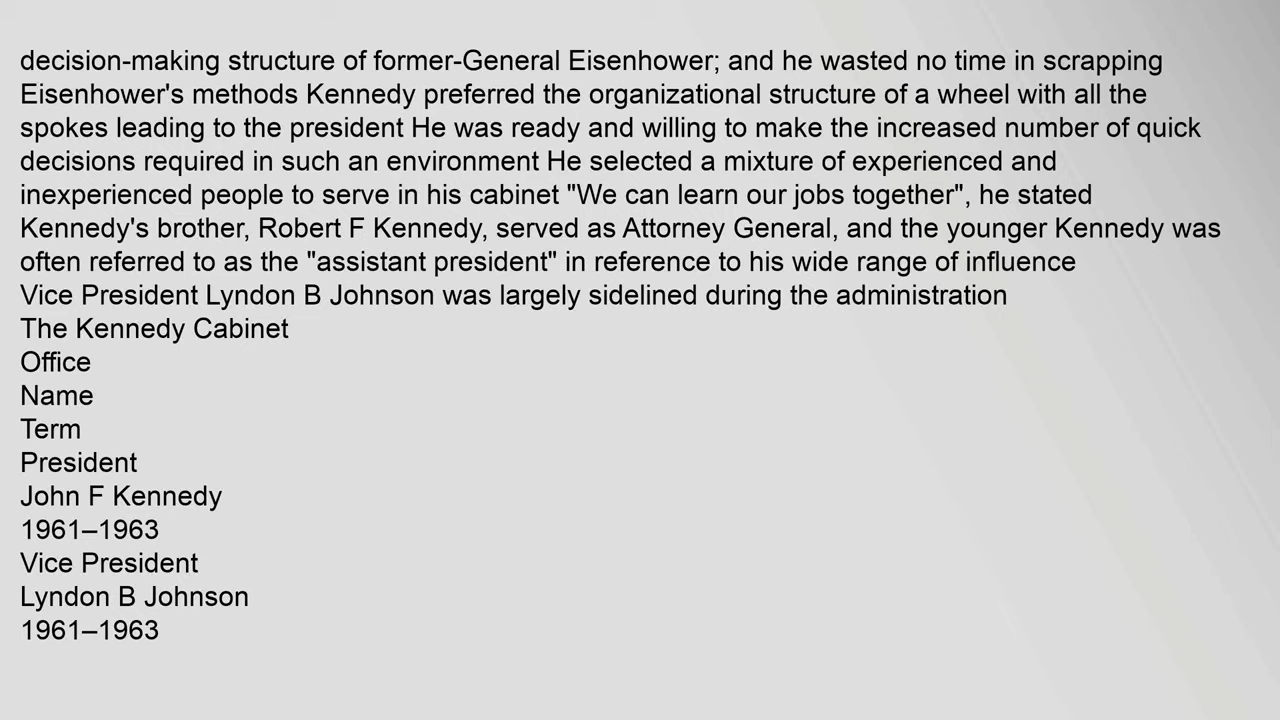 decision-making structure of former-General Eisenhower; and he wasted no time in scrapping
Eisenhower's methods Kennedy preferred the organizational structure of a wheel with all the
spokes leading to the president He was ready and willing to make the increased number of quick
decisions required in such an environment He selected a mixture of experienced and
inexperienced people to serve in his cabinet "We can learn our jobs together", he stated
Kennedy's brother, Robert F Kennedy, served as Attorney General, and the younger Kennedy was
often referred to as the "assistant president" in reference to his wide range of influence
Vice President Lyndon B Johnson was largely sidelined during the administration
The Kennedy Cabinet
Office
Name
Term
President
John F Kennedy
1961–1963
Vice President
Lyndon B Johnson
1961–1963